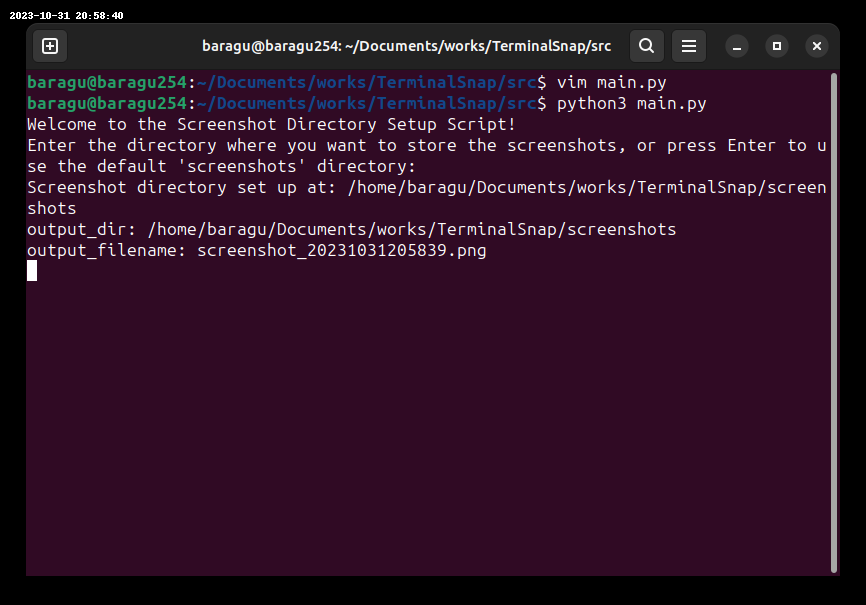 2023-10-31 20:58:40
baragu@baragu254: ~/Documents/works/TerminalSnap/src
baragu@baragu254:~/Documents/works/TerminalSnap/src$ vim main.py
baragu@baragu254:~/Documents/works/TerminalSnap/src$ python3 main.py
Welcome to the Screenshot Directory Setup Script!
Enter the directory where you want to store the screenshots, or press Enter to u
se the default 'screenshots' directory:
Screenshot directory set up at: /home/baragu/Documents/works/TerminalSnap/screen
shots
output_dir: /home/baragu/Documents/works/TerminalSnap/screenshots
output_filename: screenshot_20231031205839.png